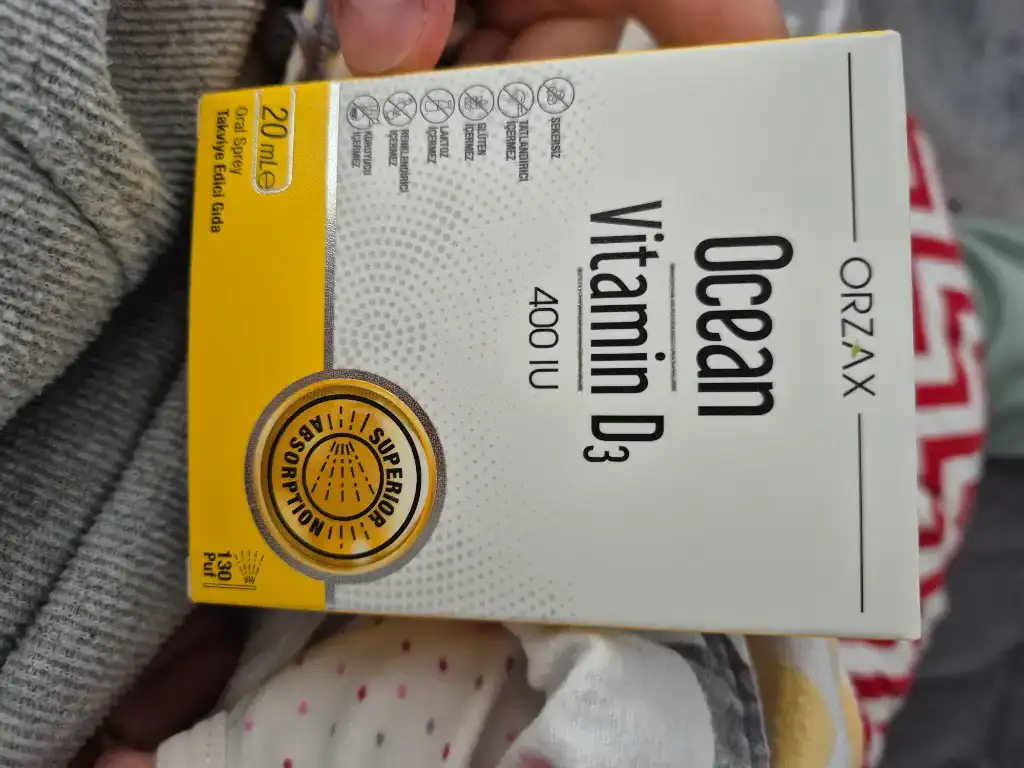 ORZAX
Ocean
Vitamin D3
400 IU
ŞEKERSİZ
TATLANDIRICI
İÇERMEZ
GLÜTEN
İÇERMEZ
LAKTOZ
İÇERMEZ
RENKLENDİRİCİ
İÇERMEZ
KORUYUCU
İÇERMEZ
SUPERIOR
ABSORPTION
20 mL℮
Oral Sprey
Takviye Edici Gıda
130
Puf